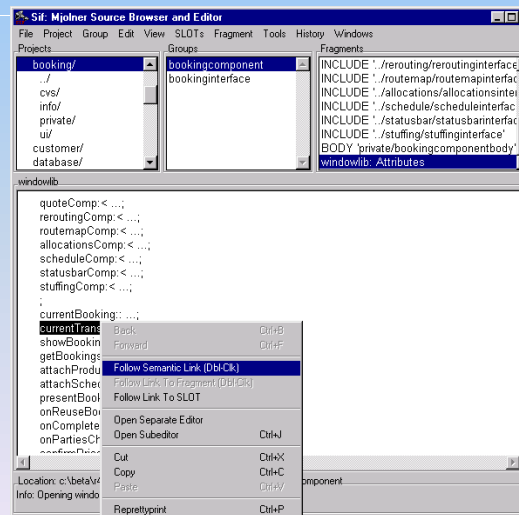 Sif: Mjolner Source Browser and Editor
File Project Group Edit View SLOTs Fragment Tools History Windows
Projects
booking/
../
cvs/
info/
private/
ui/
customer/
database/
Groups
bookingcomponent
bookinginterface
Fragments
INCLUDE '../rerouting/reroutinginterface
INCLUDE '../routemap/routemapinterfac
INCLUDE '../allocations/allocationsinter
INCLUDE '../schedule/scheduleinterfac
INCLUDE '../statusbar/statusbarinterfac
INCLUDE '../stuffing/stuffinginterface'
BODY 'private/bookingcomponentbody'
windowlib: Attributes
windowlib
quoteComp:< ...;
reroutingComp:< ...;
routemapComp:< ...;
allocationsComp:< ...;
scheduleComp:< ...;
statusbarComp:< ...;
stuffingComp:< ...;
;
currentBooking:: ...;
currentTrans
showBookin
getBookings
attachProdu
attachSched
presentBook
onReuseBoo
onComplete
onPartiesCh
Back Ctrl+B
Forward Ctrl+F
Follow Semantic Link (Dbl-Clk)
Follow Link To Fragment (Dbl-Clk)
Follow Link To SLOT
Open Separate Editor
Open Subeditor Ctrl+J
Cut Ctrl+X
Copy Ctrl+C
Paste Ctrl+V
Reprettyprint Ctrl+P
Location: c:\beta\r4 mponent
Info: Opening windo